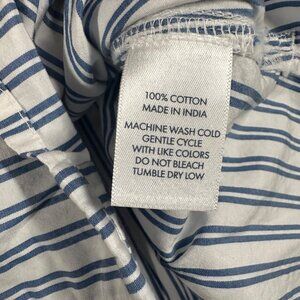 100% COTTON
MADE IN INDIA
MACHINE WASH COLD
GENTLE CYCLE
WITH LIKE COLORS
DO NOT BLEACH
TUMBLE DRY LOW